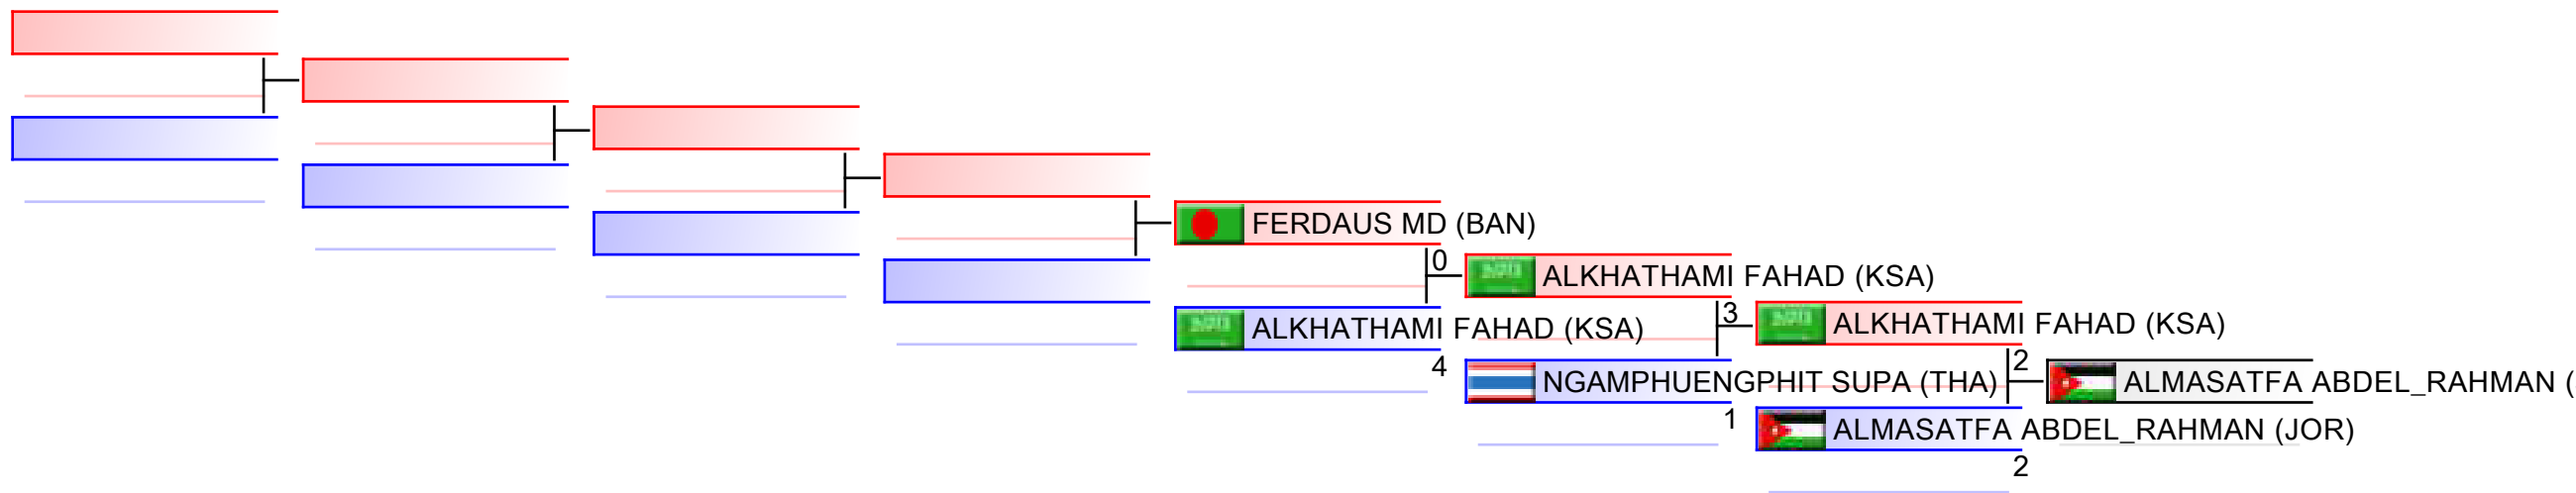 FERDAUS MD (BAN)
0
ALKHATHAMI FAHAD (KSA)
ALKHATHAMI FAHAD (KSA)
4
3
ALKHATHAMI FAHAD (KSA)
NGAMPHUENGPHIT SUPA (THA)
1
2
ALMASATFA ABDEL_RAHMAN (
ALMASATFA ABDEL_RAHMAN (JOR)
2